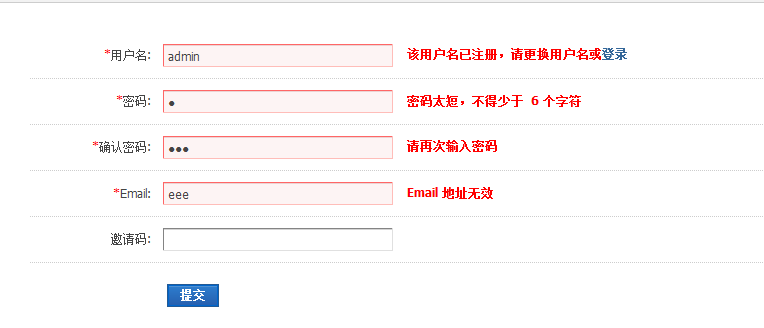 *用户名: admin 该用户名已注册，请更换用户名或登录
*密码: ● 密码太短，不得少于 6 个字符
*确认密码: ●●● 请再次输入密码
*Email: eee Email 地址无效
邀请码:
提交